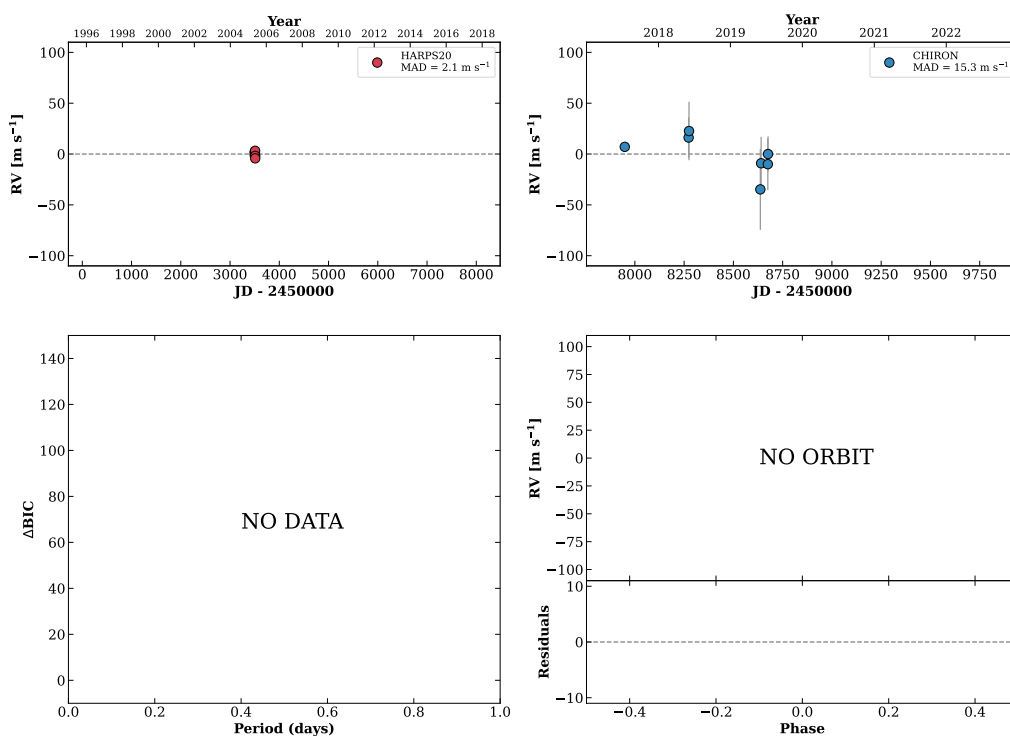 Year
1996 1998 2000 2002 2004 2006 2008 2010 2012 2014 2016 2018
100
50
0
−50
−100
RV [m s⁻¹]
HARPS20
MAD = 2.1 m s⁻¹
0 1000 2000 3000 4000 5000 6000 7000 8000
JD - 2450000
Year
2018 2019 2020 2021 2022
100
50
0
−50
−100
RV [m s⁻¹]
CHIRON
MAD = 15.3 m s⁻¹
8000 8250 8500 8750 9000 9250 9500 9750
JD - 2450000
140
120
100
80
60
40
20
0
ΔBIC
NO DATA
0.0 0.2 0.4 0.6 0.8 1.0
Period (days)
100
75
50
25
0
−25
−50
−75
−100
RV [m s⁻¹]
NO ORBIT
10
0
−10
Residuals
−0.4 −0.2 0.0 0.2 0.4
Phase